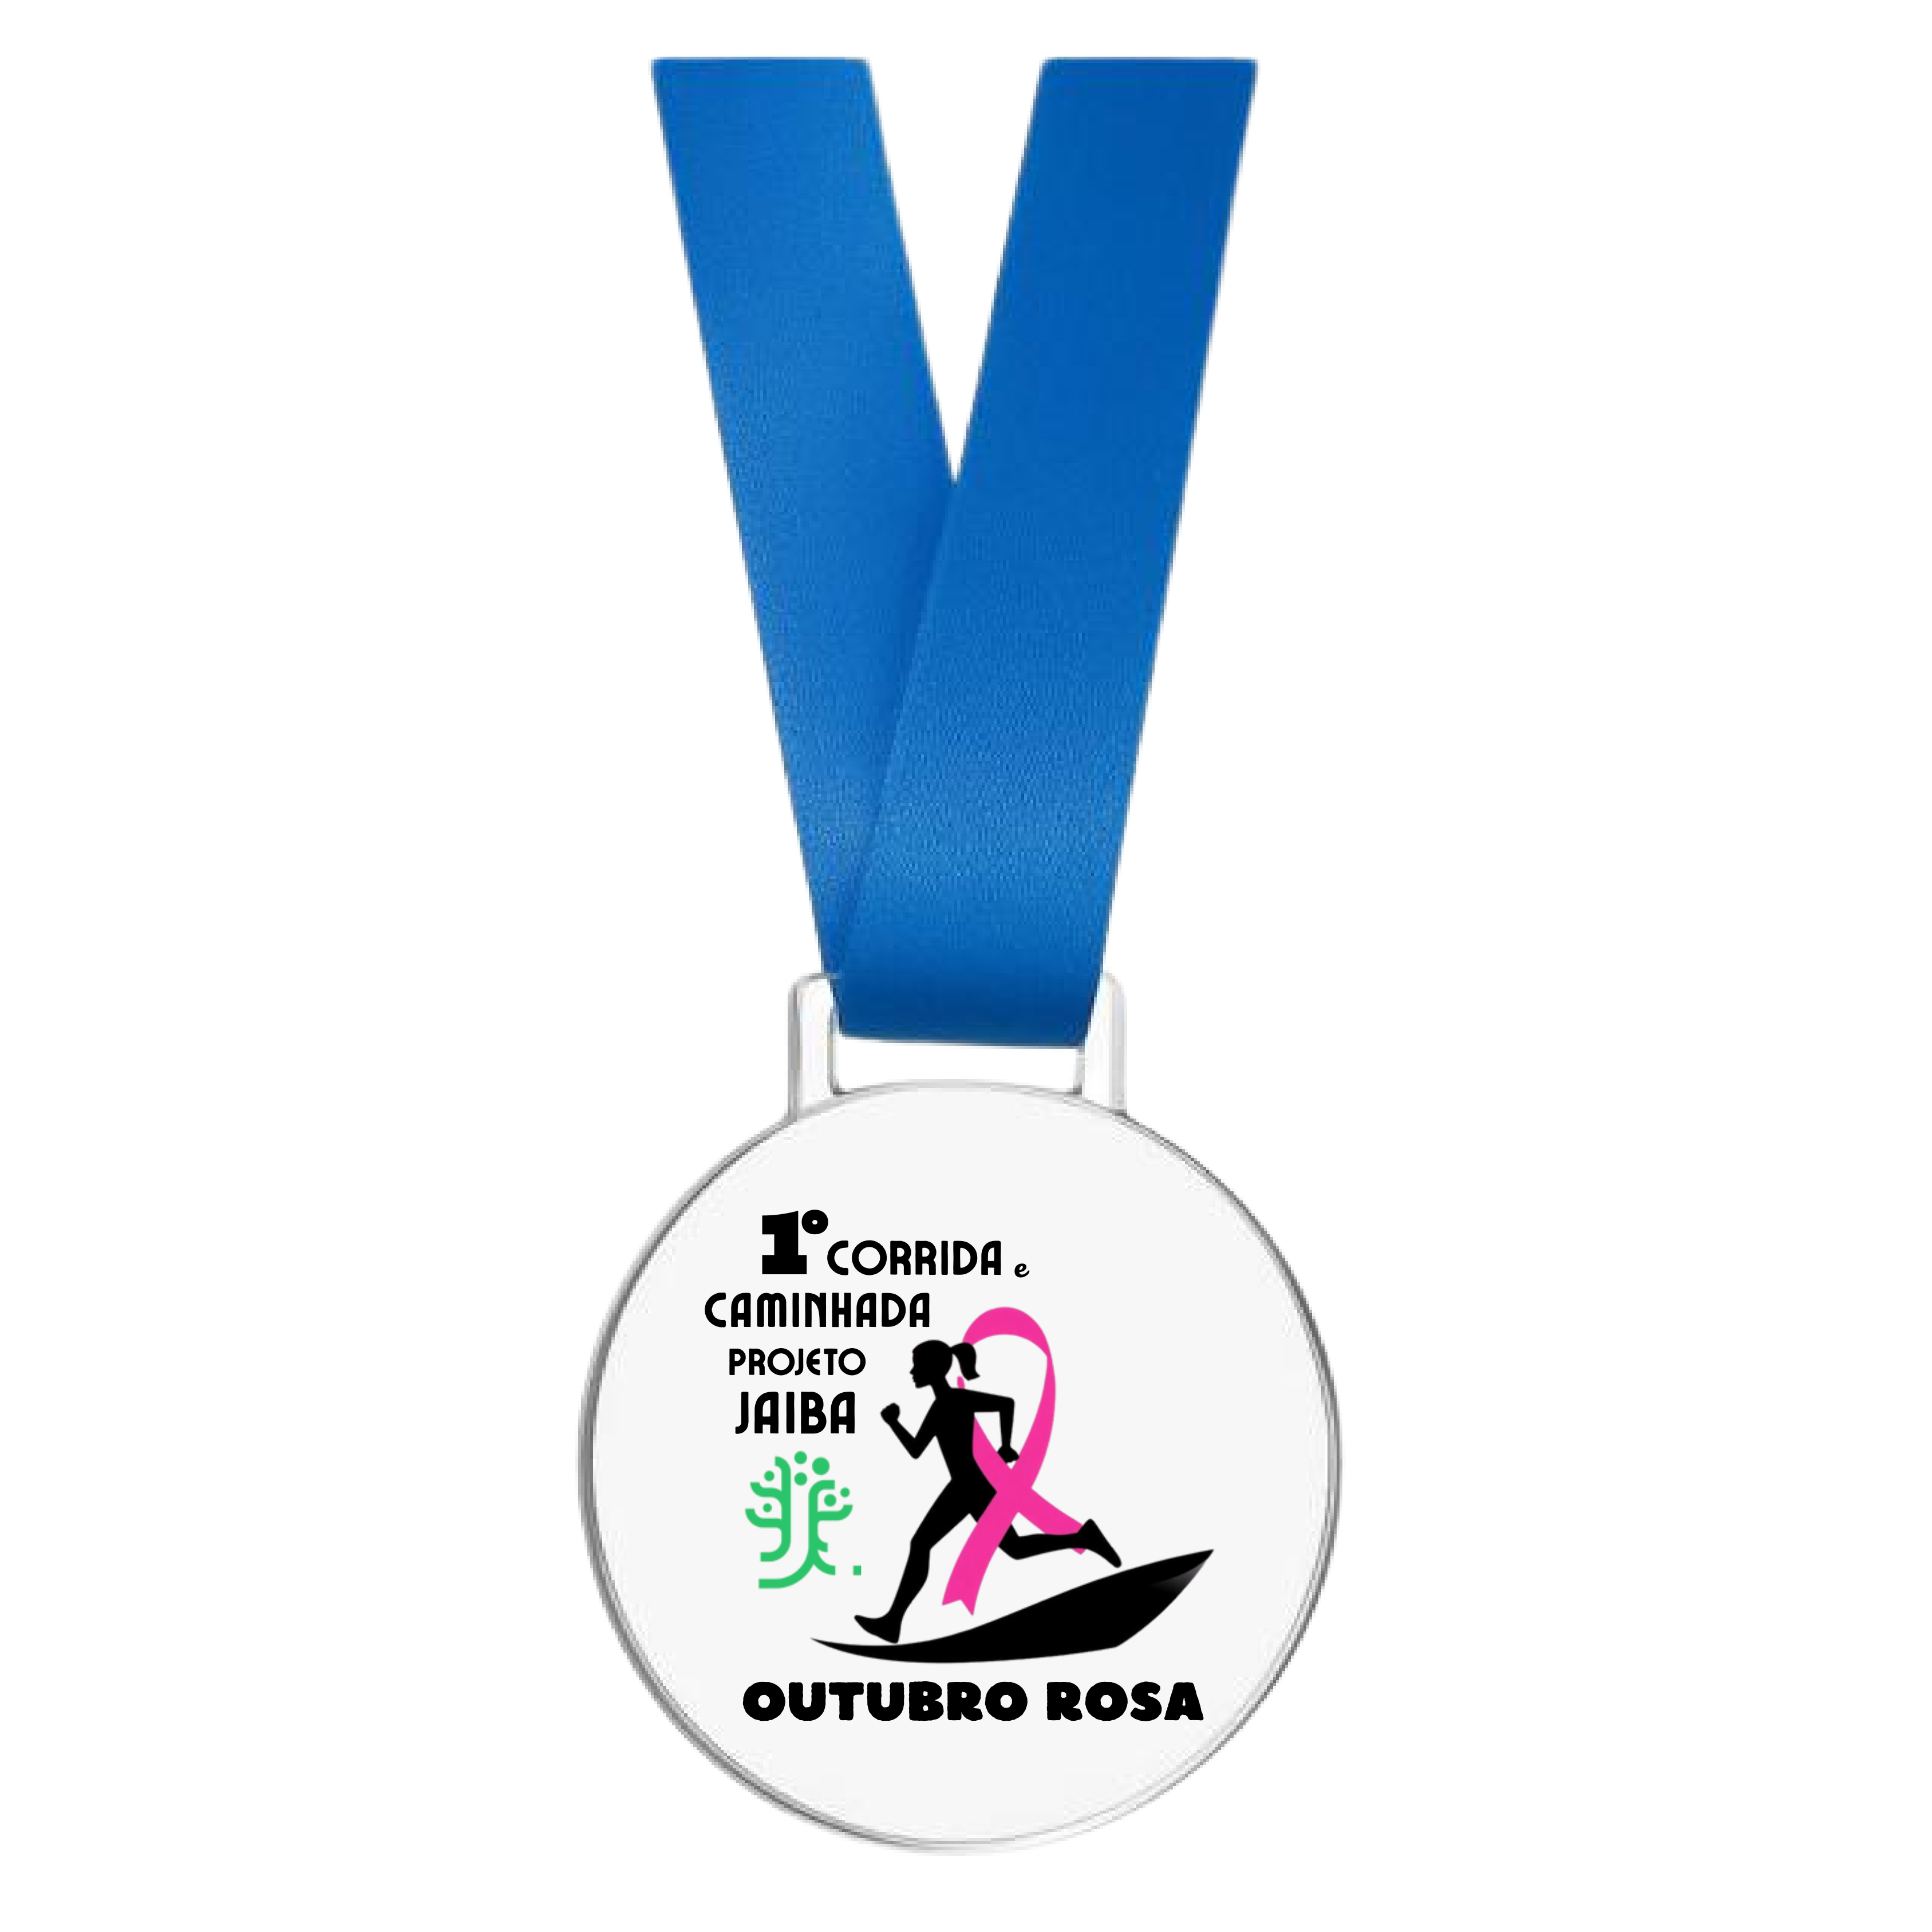 1º CORRIDA e
CAMINHADA
PROJETO
JAIBA
OUTUBRO ROSA